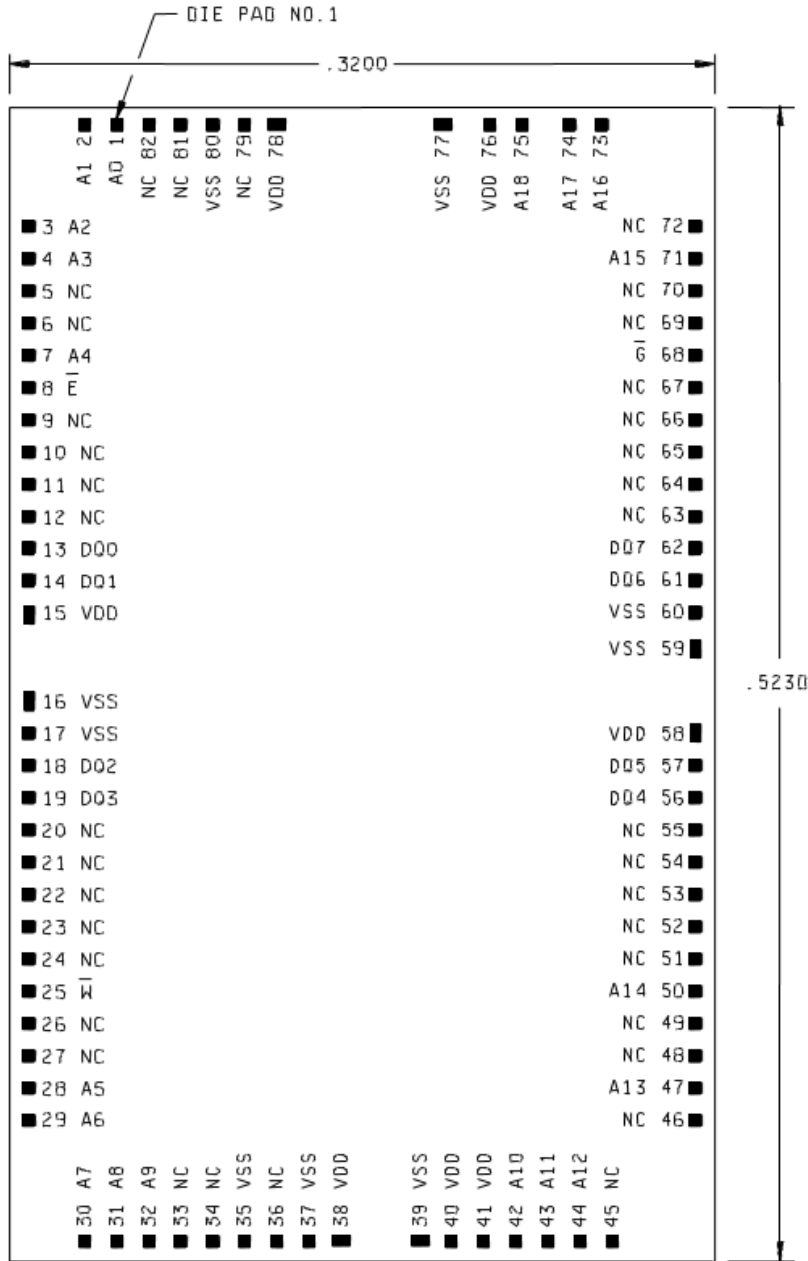 DIE PAD NO.1
.3200
A1 2
A0 1
NC 82
NC 81
VSS 80
NC 79
VDD 78
VSS 77
VDD 76
A18 75
A17 74
A16 73
3 A2
NC 72
4 A3
A15 71
5 NC
NC 70
6 NC
NC 69
7 A4
G̅ 68
8 E̅
NC 67
9 NC
NC 66
10 NC
NC 65
11 NC
NC 64
12 NC
NC 63
13 DQ0
DQ7 62
14 DQ1
DQ6 61
15 VDD
VSS 60
VSS 59
.5230
16 VSS
17 VSS
VDD 58
18 DQ2
DQ5 57
19 DQ3
DQ4 56
20 NC
NC 55
21 NC
NC 54
22 NC
NC 53
23 NC
NC 52
24 NC
NC 51
25 W̅
A14 50
26 NC
NC 49
27 NC
NC 48
28 A5
A13 47
29 A6
NC 46
30 A7
31 A8
32 A9
33 NC
34 NC
35 VSS
36 NC
37 VSS
38 VDD
39 VSS
40 VDD
41 VDD
42 A10
43 A11
44 A12
45 NC